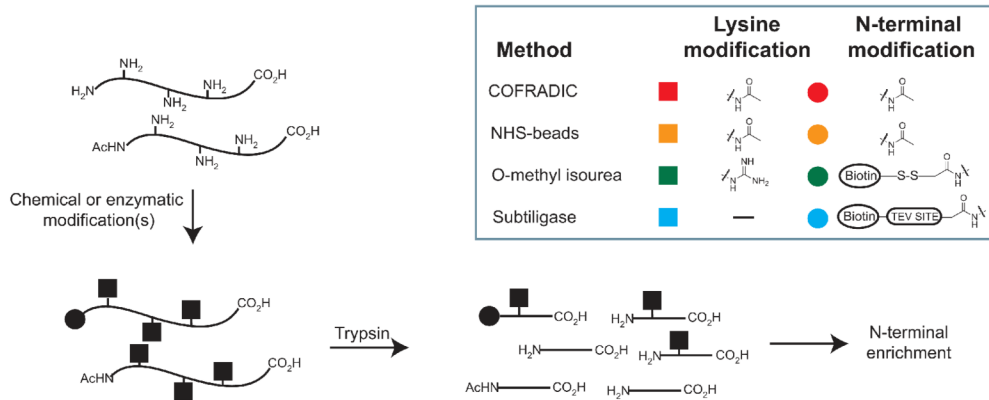 Lysine modification
N-terminal modification
Method
COFRADIC
O
N
H
O
N
H
NHS-beads
O
N
H
O
N
H
O-methyl isourea
NH
N
H
NH₂
Biotin
S-S
O
N
H
Subtiligase
—
Biotin
TEV SITE
O
N
H
H₂N
NH₂
NH₂
NH₂
CO₂H
AcHN
NH₂
NH₂
NH₂
CO₂H
Chemical or enzymatic
modification(s)
CO₂H
AcHN
CO₂H
Trypsin
CO₂H
H₂N
CO₂H
H₂N
CO₂H
H₂N
CO₂H
AcHN
CO₂H
H₂N
CO₂H
N-terminal
enrichment